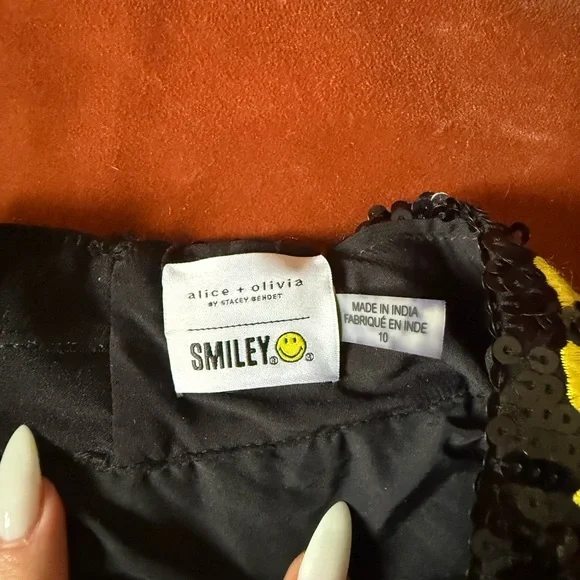 alice + olivia
BY STACEY BENDET
SMILEY®®
MADE IN INDIA
FABRIQUÉ EN INDE
10